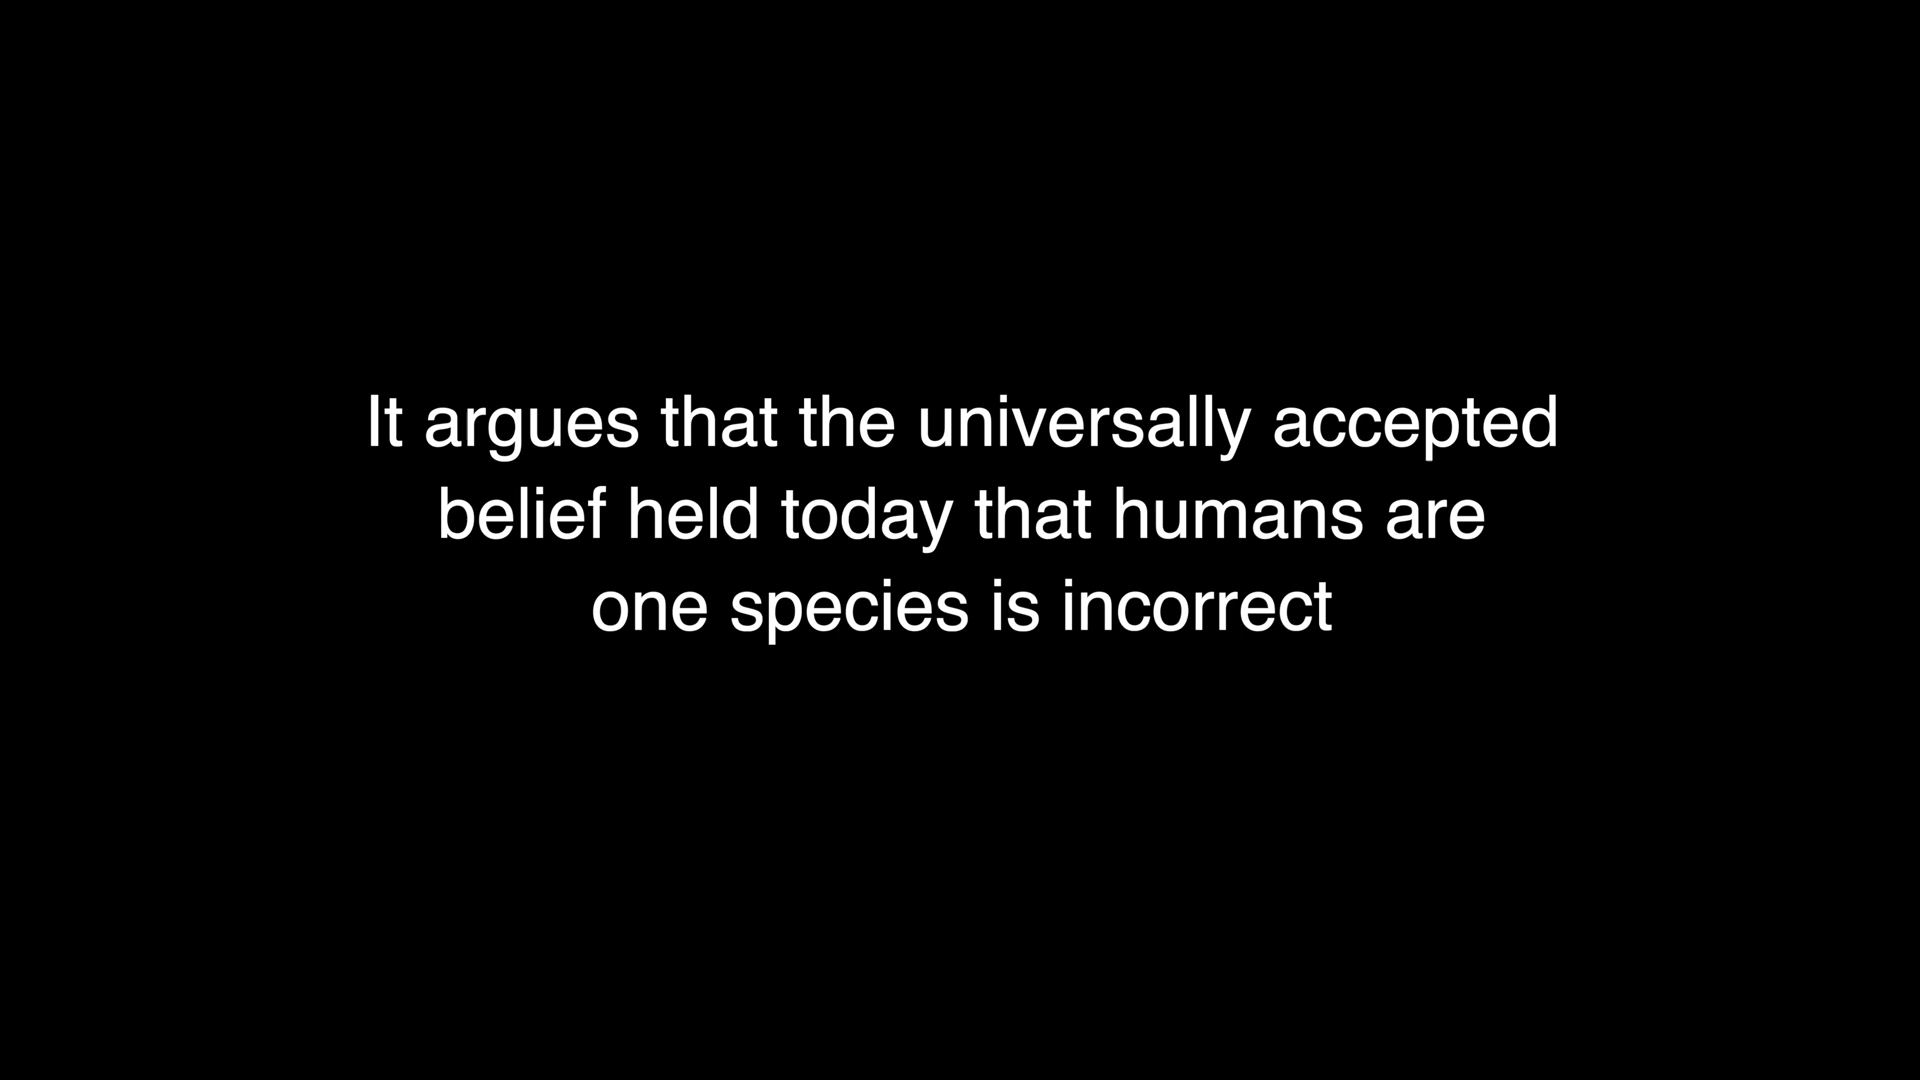 It argues that the universally accepted
belief held today that humans are
one species is incorrect